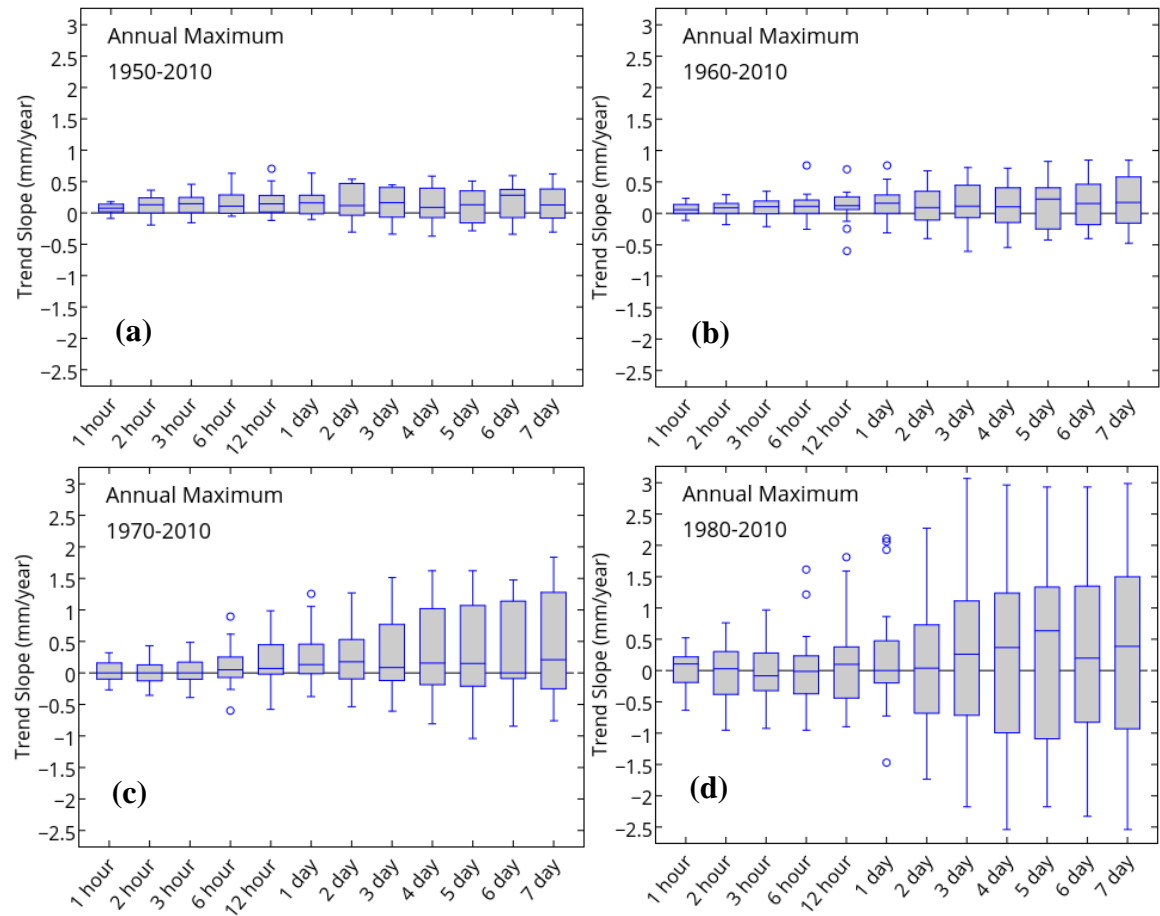 Annual Maximum
1950-2010
Trend Slope (mm/year)
3
2.5
2
1.5
1
0.5
0
−0.5
−1
−1.5
−2
−2.5
(a)
1 hour
2 hour
3 hour
6 hour
12 hour
1 day
2 day
3 day
4 day
5 day
6 day
7 day
Annual Maximum
1960-2010
Trend Slope (mm/year)
3
2.5
2
1.5
1
0.5
0
−0.5
−1
−1.5
−2
−2.5
(b)
1 hour
2 hour
3 hour
6 hour
12 hour
1 day
2 day
3 day
4 day
5 day
6 day
7 day
Annual Maximum
1970-2010
Trend Slope (mm/year)
3
2.5
2
1.5
1
0.5
0
−0.5
−1
−1.5
−2
−2.5
(c)
1 hour
2 hour
3 hour
6 hour
12 hour
1 day
2 day
3 day
4 day
5 day
6 day
7 day
Annual Maximum
1980-2010
Trend Slope (mm/year)
3
2.5
2
1.5
1
0.5
0
−0.5
−1
−1.5
−2
−2.5
(d)
1 hour
2 hour
3 hour
6 hour
12 hour
1 day
2 day
3 day
4 day
5 day
6 day
7 day